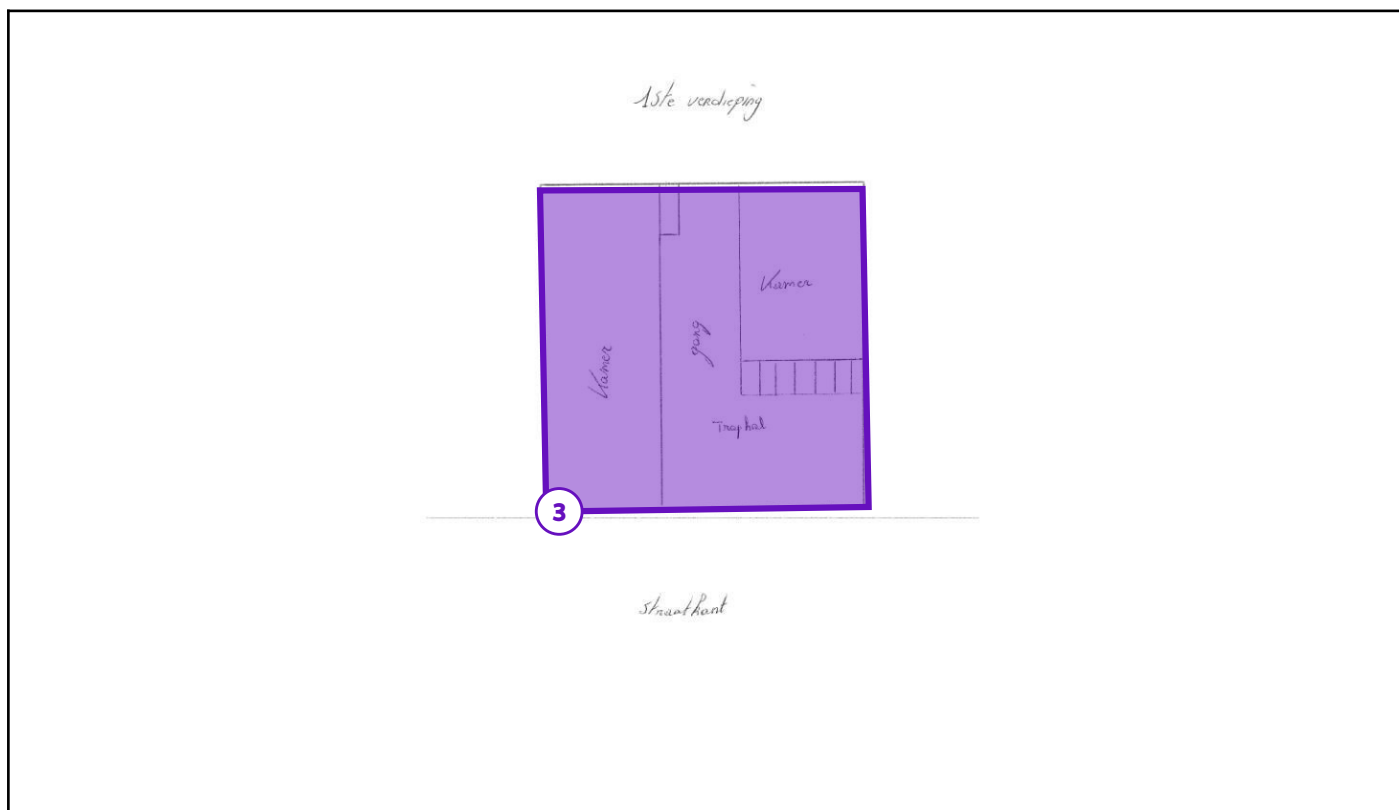 1ste verdieping
Kamer
gang
Kamer
Traphal
3
straatkant